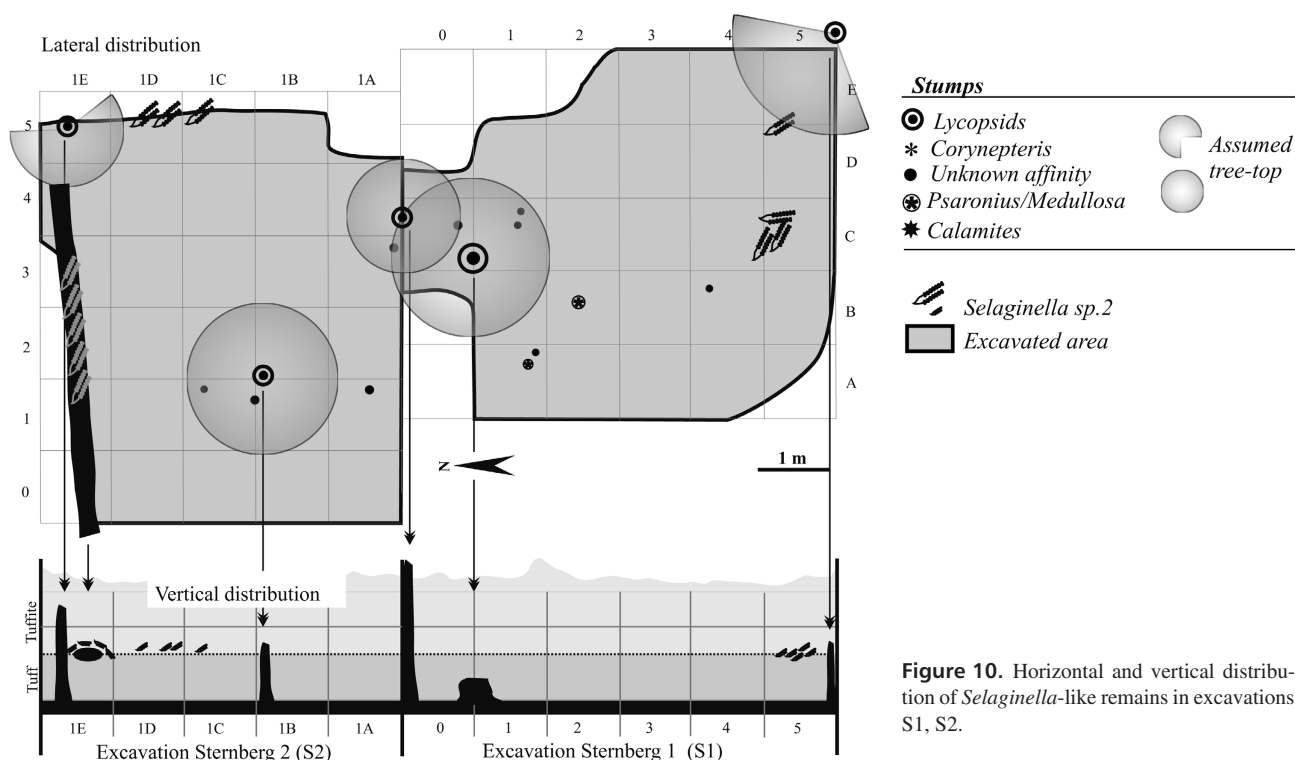 Lateral distribution
0 1 2 3 4 5
1E 1D 1C 1B 1A
5
4
3
2
1
0
E
D
C
B
A
N
1 m
Stumps
Lycopsids
Corynepteris
Unknown affinity
Psaronius/Medullosa
Calamites
Assumed
tree-top
Selaginella sp.2
Excavated area
Vertical distribution
Tuffite
Tuff
1E 1D 1C 1B 1A 0 1 2 3 4 5
Excavation Sternberg 2 (S2)
Excavation Sternberg 1 (S1)
Figure 10. Horizontal and vertical distribu-
tion of Selaginella-like remains in excavations
S1, S2.